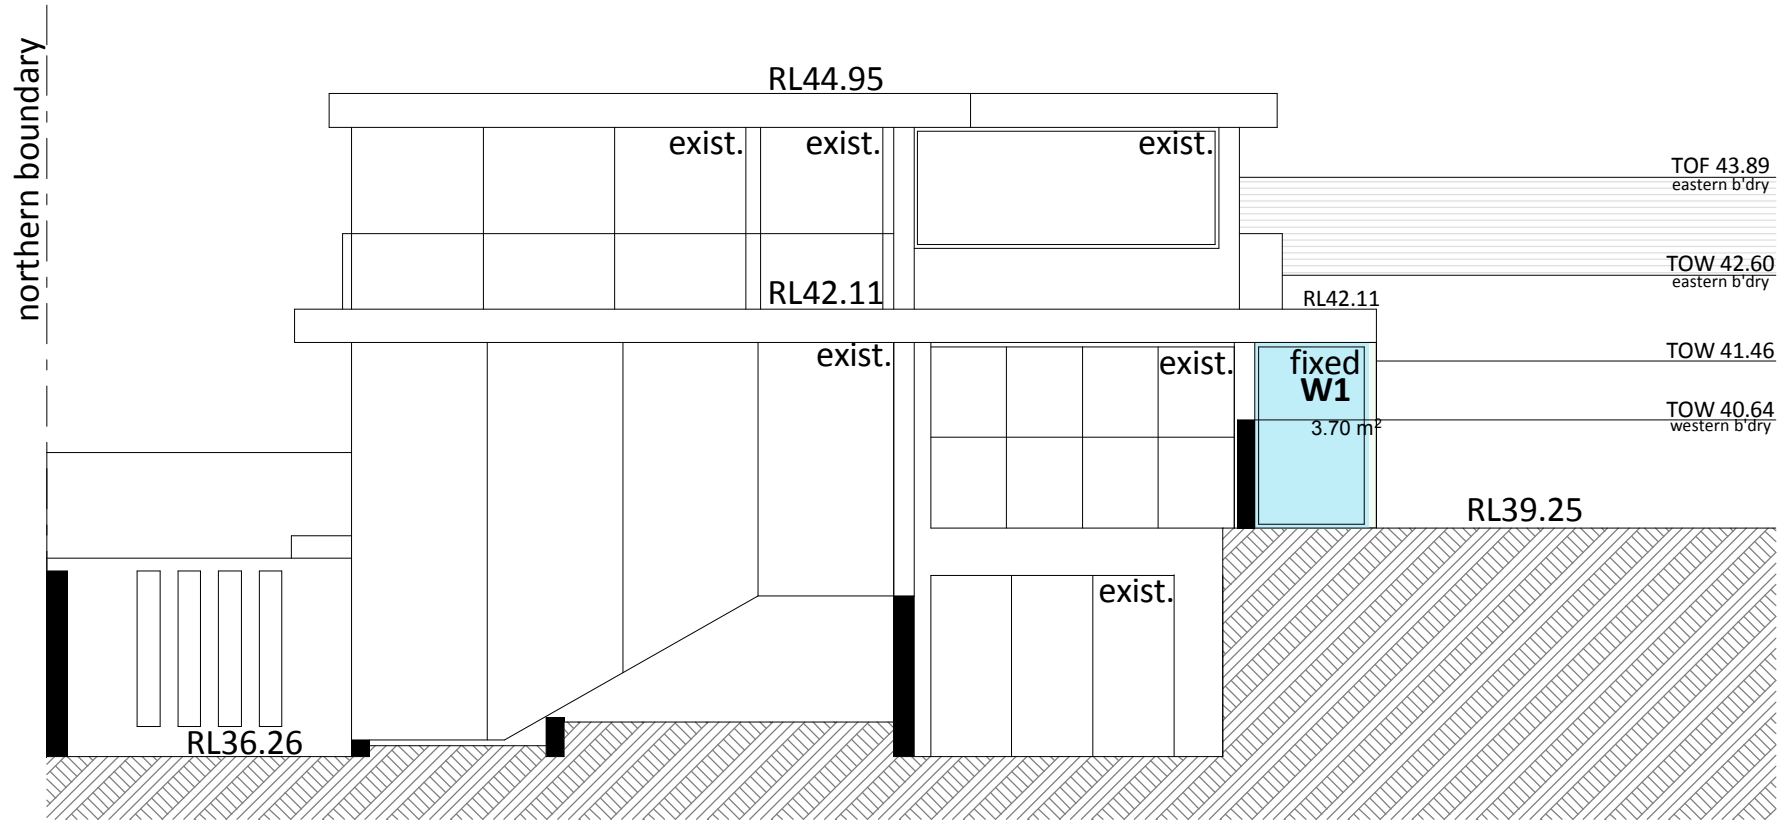 northern boundary
RL44.95
exist.
exist.
exist.
TOF 43.89
eastern b'dry
TOW 42.60
eastern b'dry
RL42.11
RL42.11
exist.
exist.
fixed
W1
3.70 m²
TOW 41.46
TOW 40.64
western b'dry
RL39.25
exist.
RL36.26